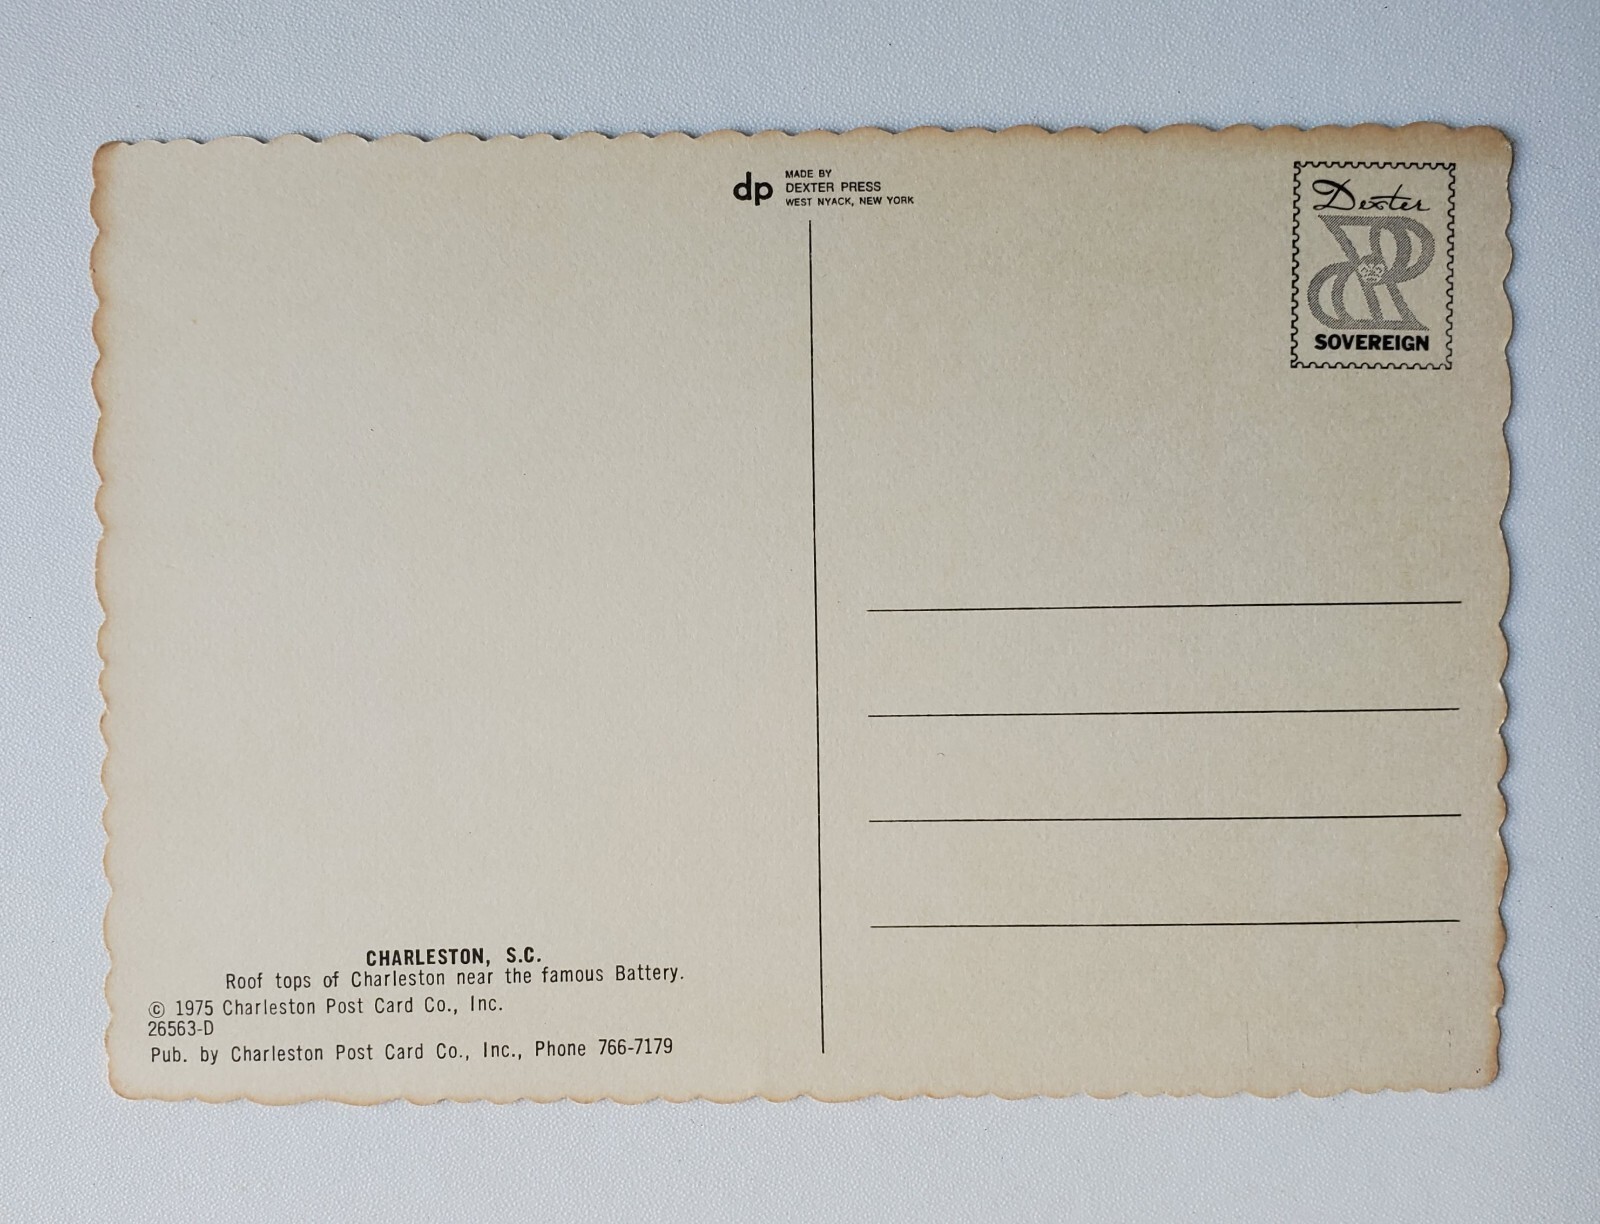 dp
MADE BY
DEXTER PRESS
WEST NYACK, NEW YORK
Dexter
SOVEREIGN
CHARLESTON, S.C.
Roof tops of Charleston near the famous Battery.
© 1975 Charleston Post Card Co., Inc.
26563-D
Pub. by Charleston Post Card Co., Inc., Phone 766-7179